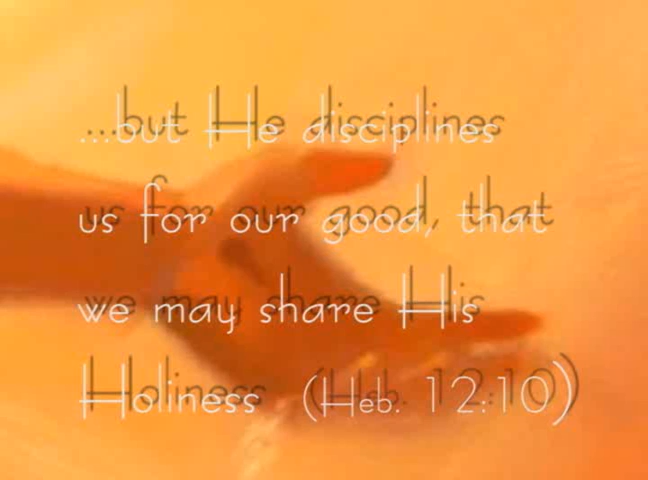 ...but He disciplines
us for our good, that
we may share His
Holiness (Heb. 12:10)